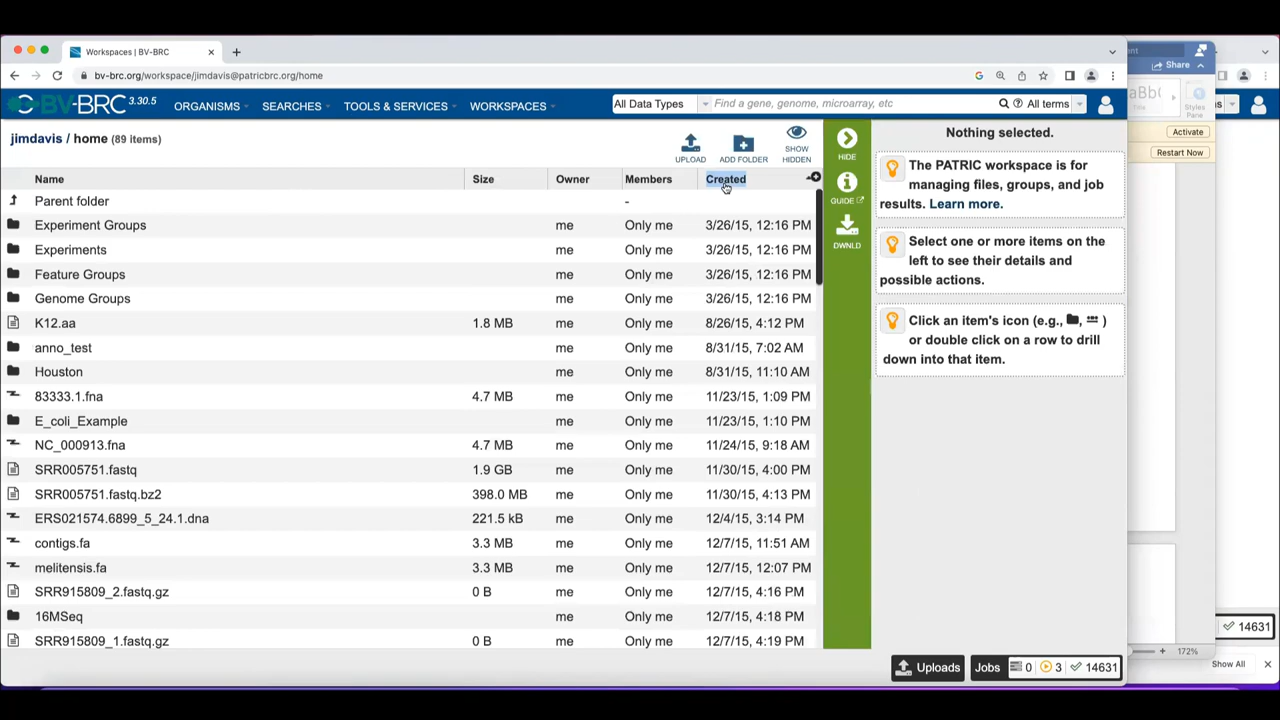 Workspaces | BV-BRC
bv-brc.org/workspace/jimdavis@patricbrc.org/home
BV-BRC 3.30.5 ORGANISMS SEARCHES TOOLS & SERVICES WORKSPACES All Data Types Find a gene, genome, microarray, etc All terms
jimdavis / home (89 items)
UPLOAD ADD FOLDER SHOW HIDDEN
Name Size Owner Members Created
Parent folder -
Experiment Groups me Only me 3/26/15, 12:16 PM
Experiments me Only me 3/26/15, 12:16 PM
Feature Groups me Only me 3/26/15, 12:16 PM
Genome Groups me Only me 3/26/15, 12:16 PM
K12.aa 1.8 MB me Only me 8/26/15, 4:12 PM
anno_test me Only me 8/31/15, 7:02 AM
Houston me Only me 8/31/15, 11:10 AM
83333.1.fna 4.7 MB me Only me 11/23/15, 1:09 PM
E_coli_Example me Only me 11/23/15, 1:10 PM
NC_000913.fna 4.7 MB me Only me 11/24/15, 9:18 AM
SRR005751.fastq 1.9 GB me Only me 11/30/15, 4:00 PM
SRR005751.fastq.bz2 398.0 MB me Only me 11/30/15, 4:13 PM
ERS021574.6899_5_24.1.dna 221.5 kB me Only me 12/4/15, 3:14 PM
contigs.fa 3.3 MB me Only me 12/7/15, 11:51 AM
melitensis.fa 3.3 MB me Only me 12/7/15, 12:07 PM
SRR915809_2.fastq.gz 0 B me Only me 12/7/15, 4:16 PM
16MSeq me Only me 12/7/15, 4:18 PM
SRR915809_1.fastq.gz 0 B me Only me 12/7/15, 4:19 PM
HIDE
GUIDE
DWNLD
Nothing selected.
The PATRIC workspace is for
managing files, groups, and job
results. Learn more.
Select one or more items on the
left to see their details and
possible actions.
Click an item's icon (e.g., , )
or double click on a row to drill
down into that item.
Uploads Jobs 0 3 14631
Share
Styles
Pane
Activate
Restart Now
14631
172%
Show All